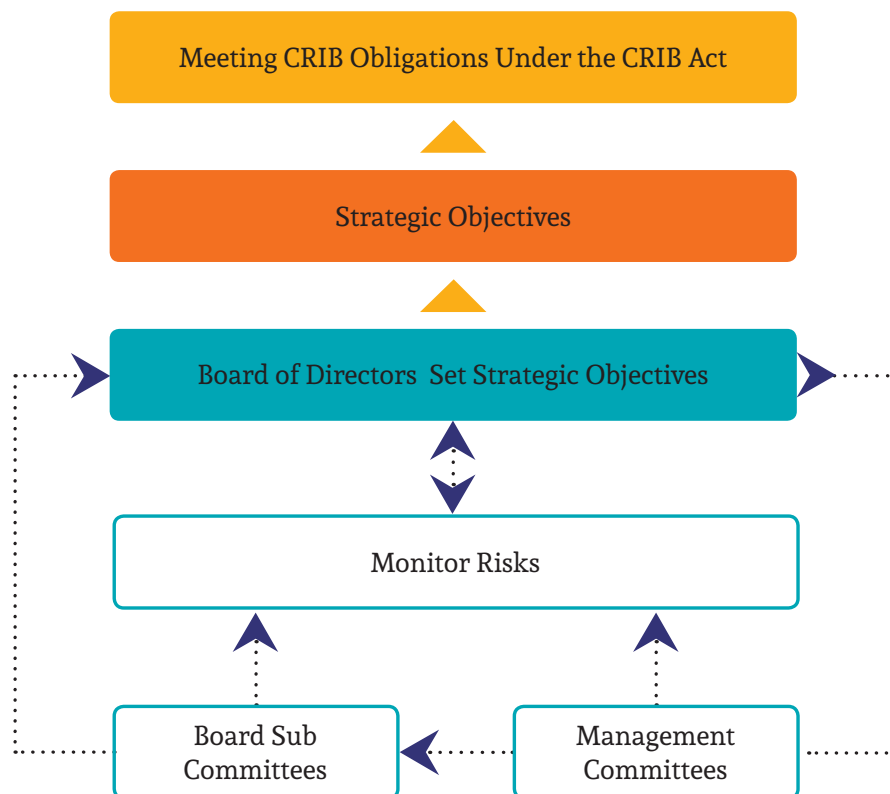 Meeting CRIB Obligations Under the CRIB Act
Strategic Objectives
Board of Directors  Set Strategic Objectives
Monitor Risks
Board Sub
Committees
Management
Committees